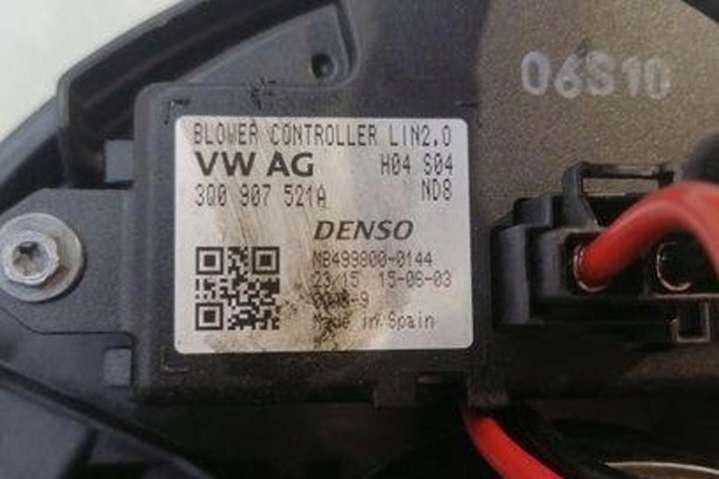 06S10
BLOWER CONTROLLER LIN2.0
VW AG H04 S04
3Q0 907 521A ND8
DENSO
MB499800-0144
23/15 15-06-03
Made in Spain